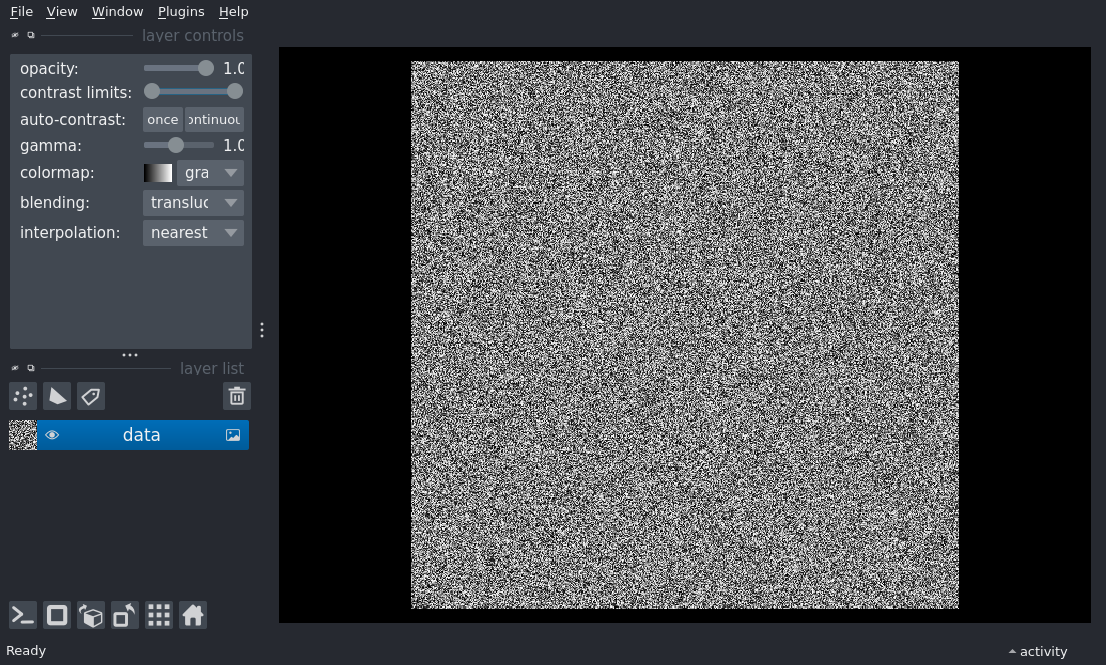 File View Window Plugins Help
layer controls
opacity: 1.0
contrast limits:
auto-contrast: once ontinuou
gamma: 1.0
colormap: gra
blending: transluc
interpolation: nearest
layer list
data
Ready
activity